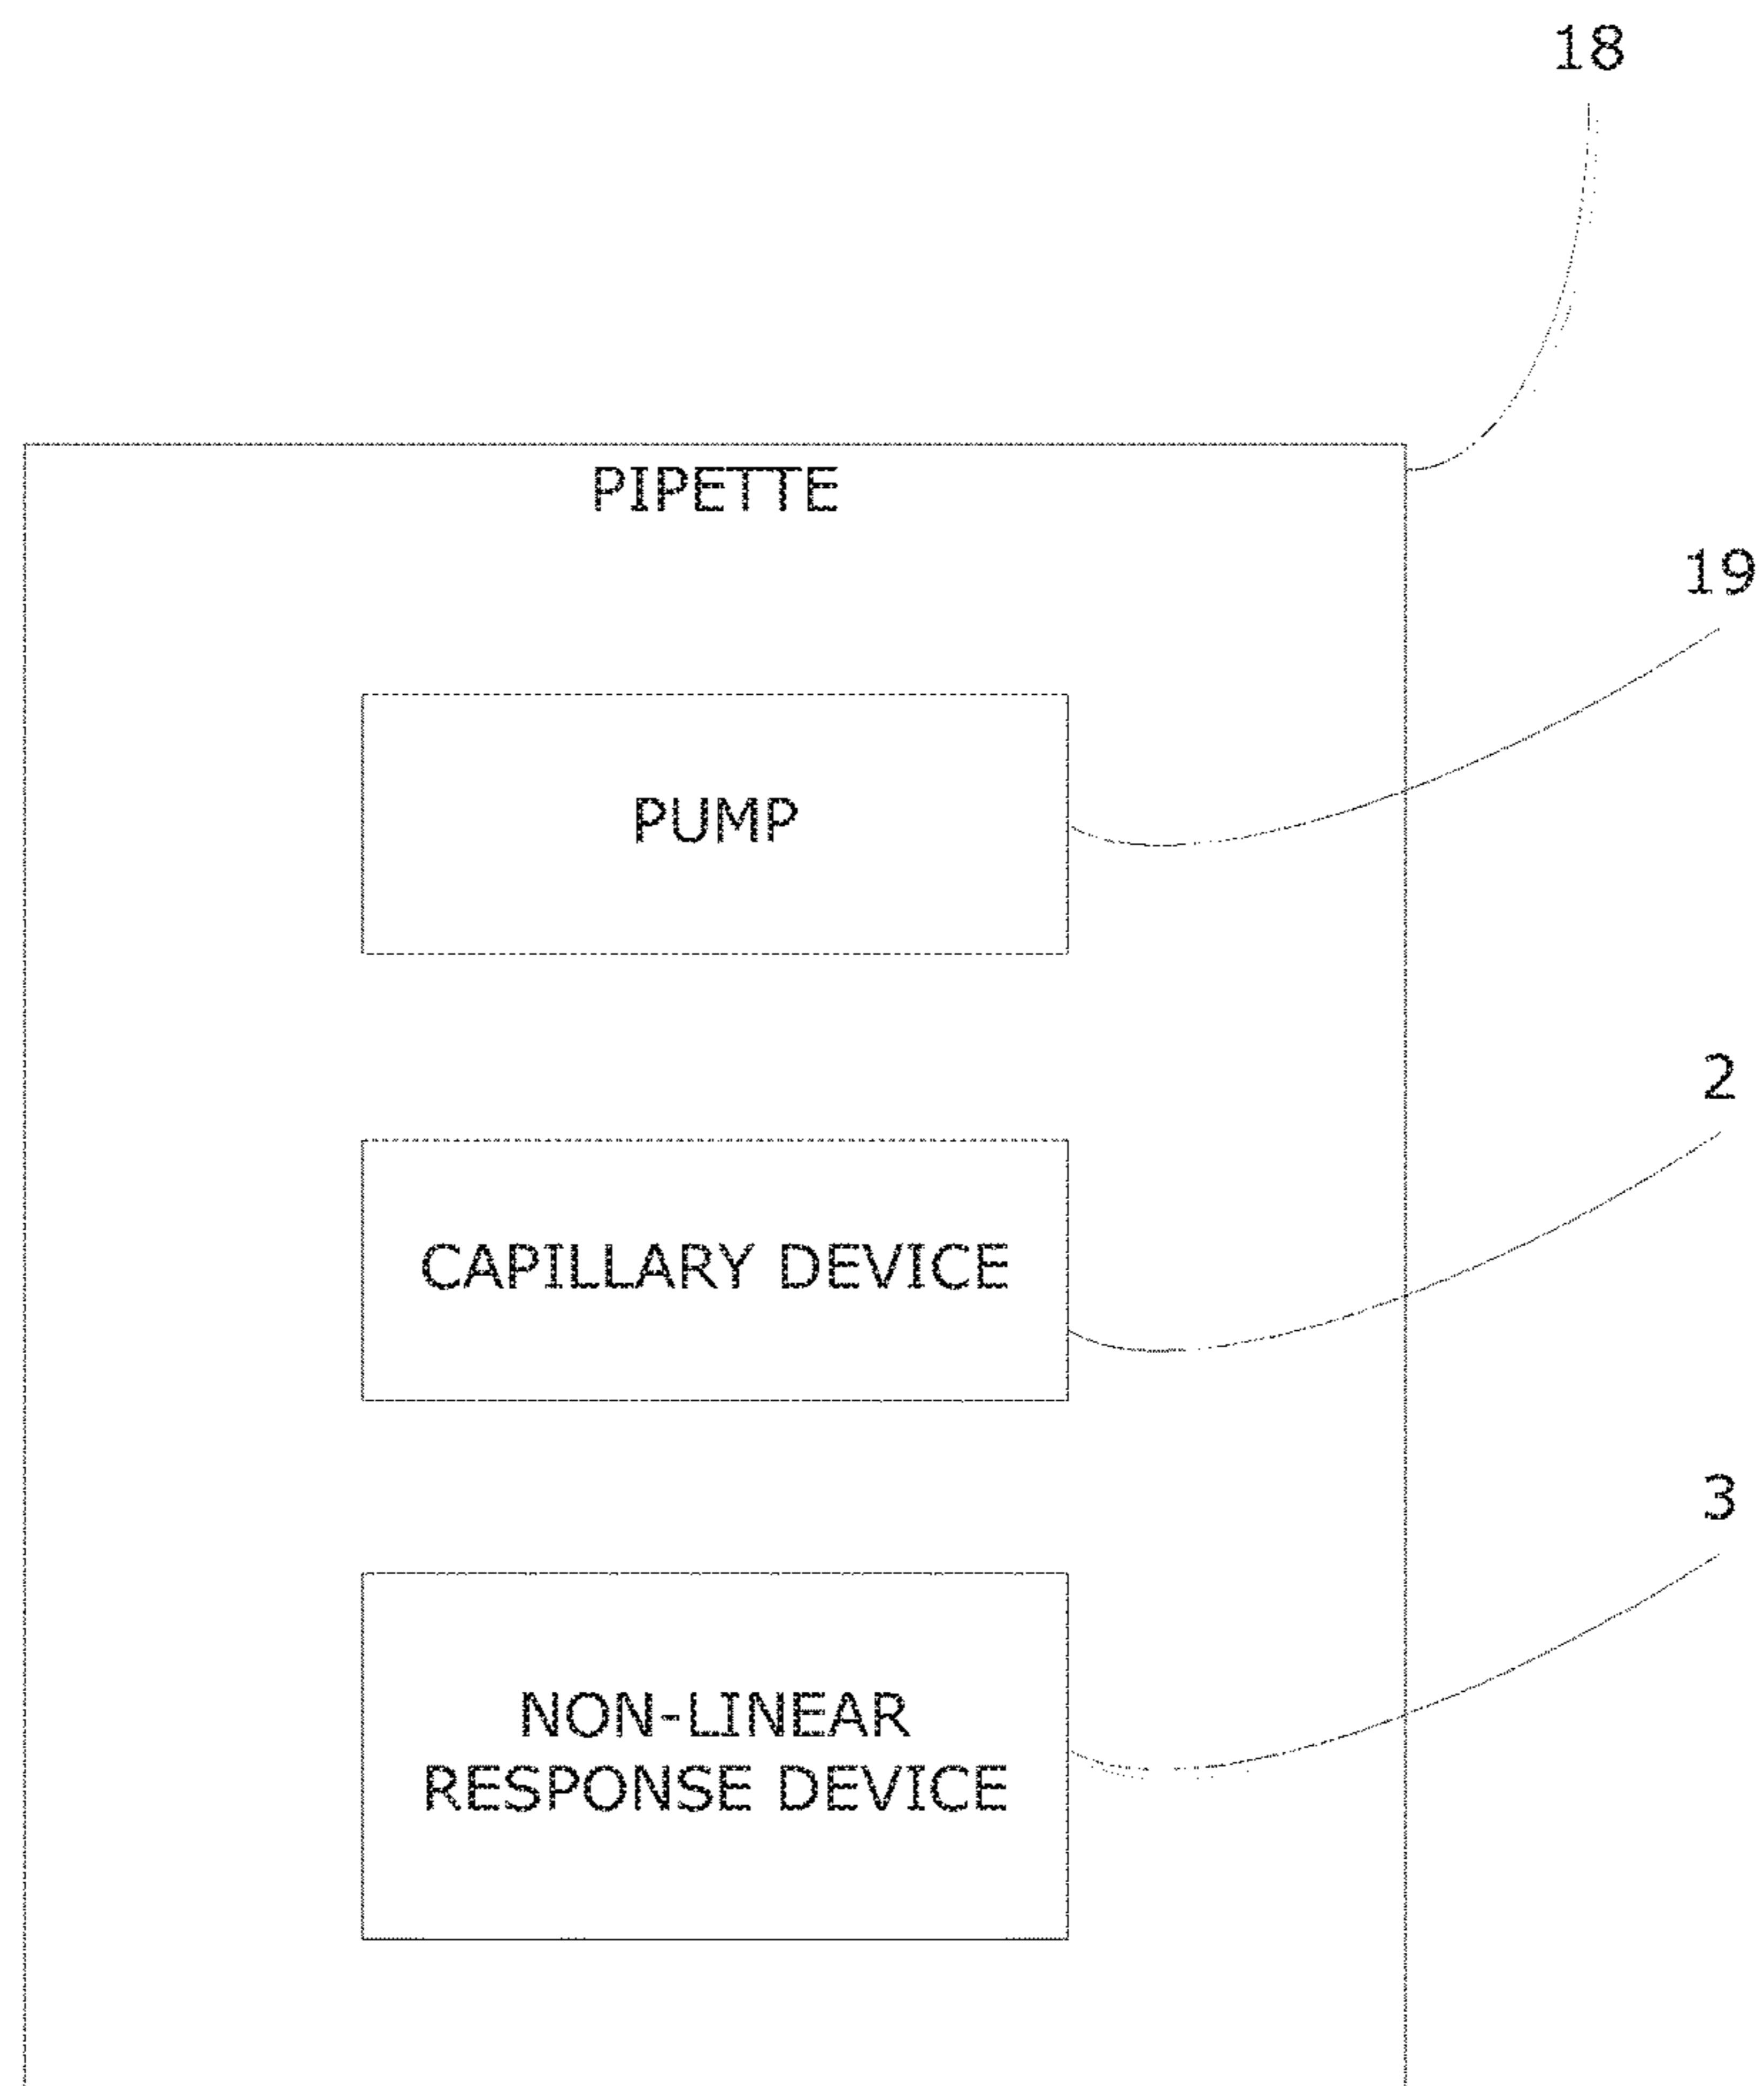 18
PIPETTE
19
PUMP
2
CAPILLARY DEVICE
3
NON-LINEAR
RESPONSE DEVICE